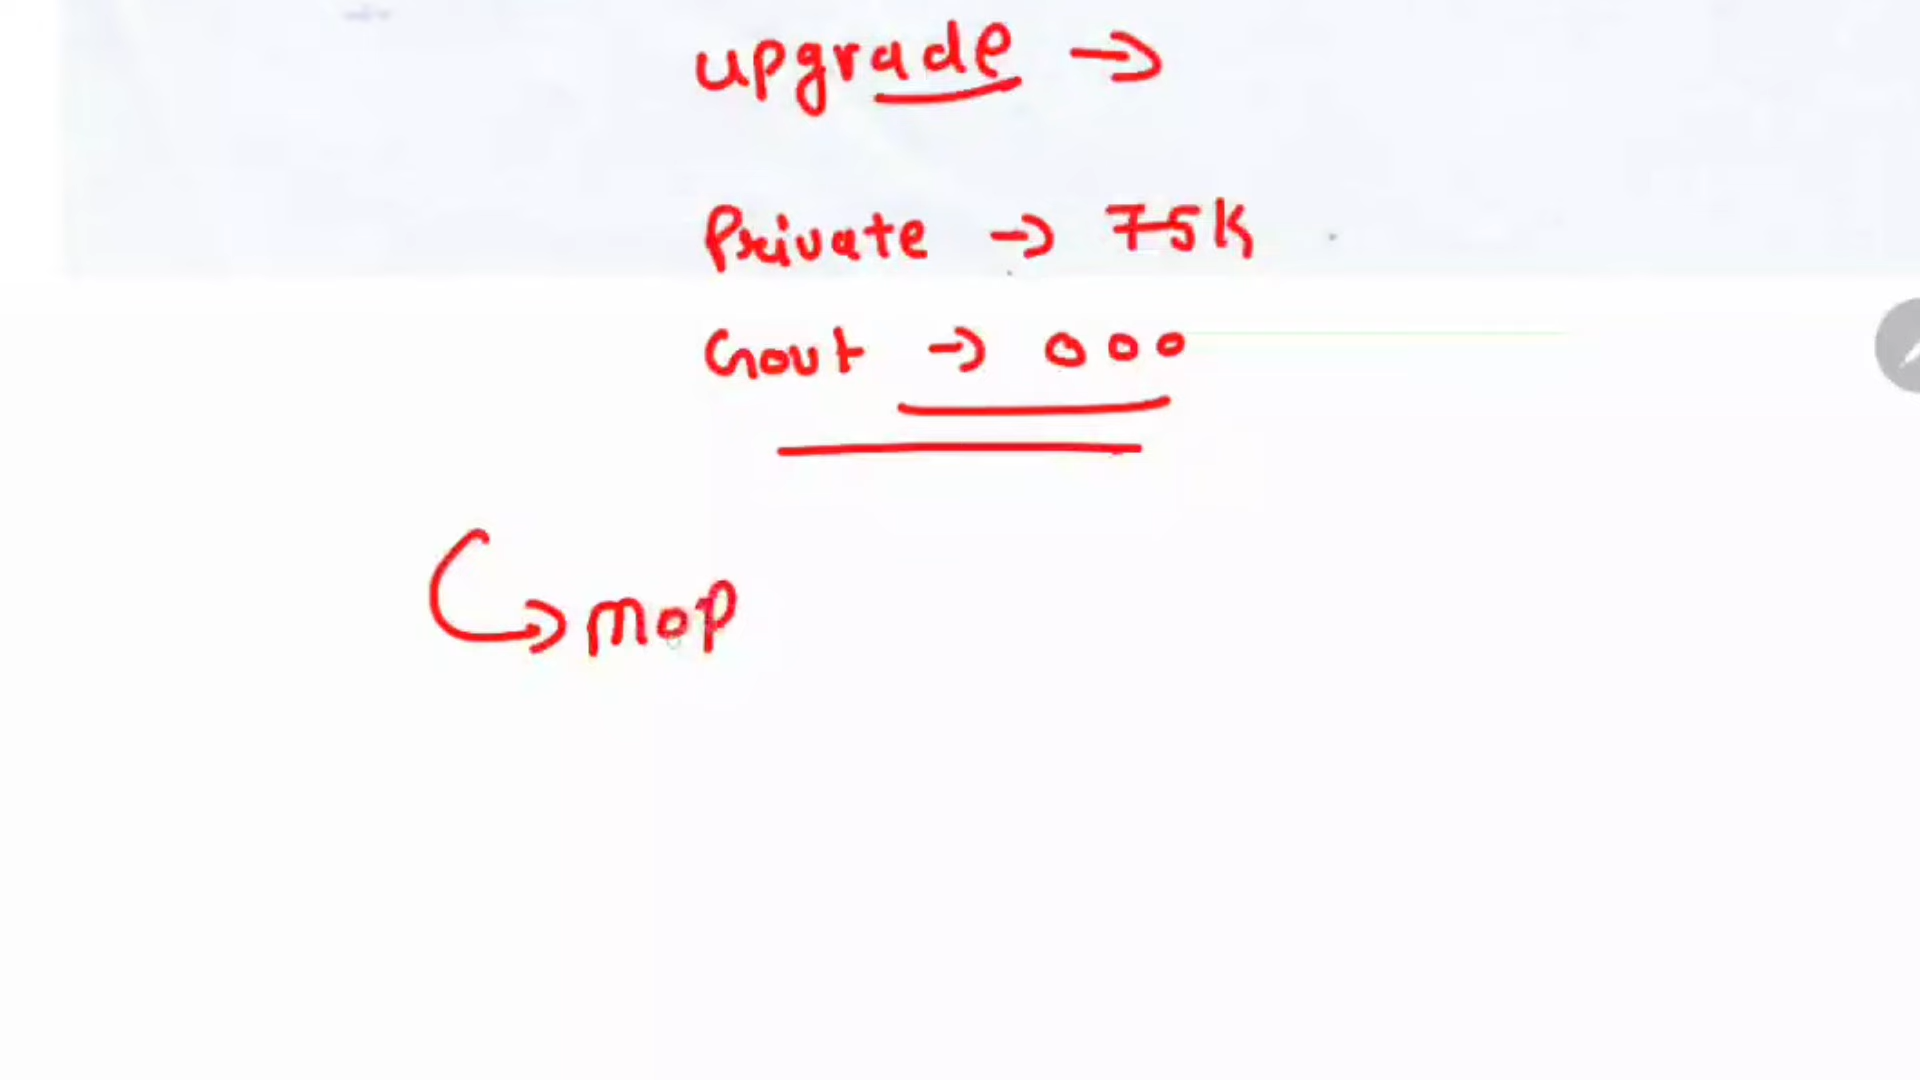 upgrade →
Private → 75K
Govt → 000
↪ mop